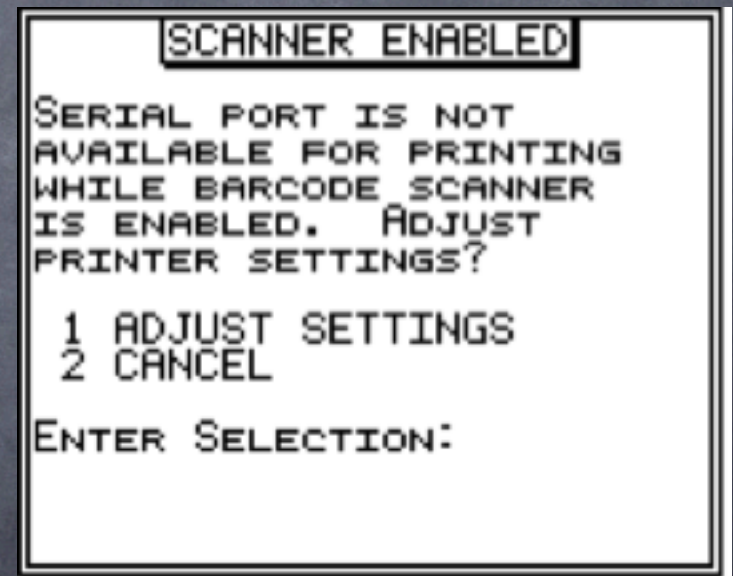 SCANNER ENABLED
SERIAL PORT IS NOT
AVAILABLE FOR PRINTING
WHILE BARCODE SCANNER
IS ENABLED.  ADJUST
PRINTER SETTINGS?
1 ADJUST SETTINGS
2 CANCEL
ENTER SELECTION: